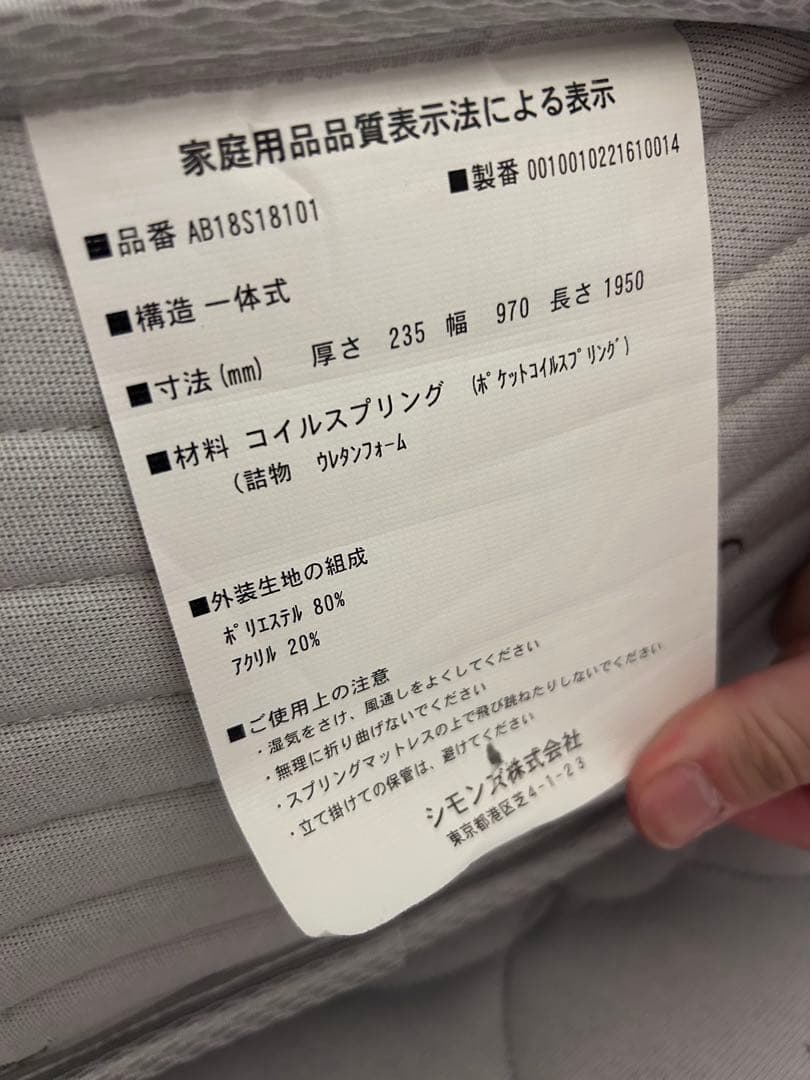 家庭用品品質表示法による表示
■品番 AB18S18101 ■製番 0010010221610014
■構造 一体式
■寸法(mm) 厚さ 235 幅 970 長さ 1950
■材料 コイルスプリング (ポケットコイルスプリング)
(詰物 ウレタンフォーム
■外装生地の組成
ポリエステル 80%
アクリル 20%
■ご使用上の注意
・湿気をさけ、風通しをよくしてください
・無理に折り曲げないでください
・スプリングマットレスの上で飛び跳ねたりしないでください
・立て掛けての保管は、避けてください
シモンズ株式会社
東京都港区芝4-1-23